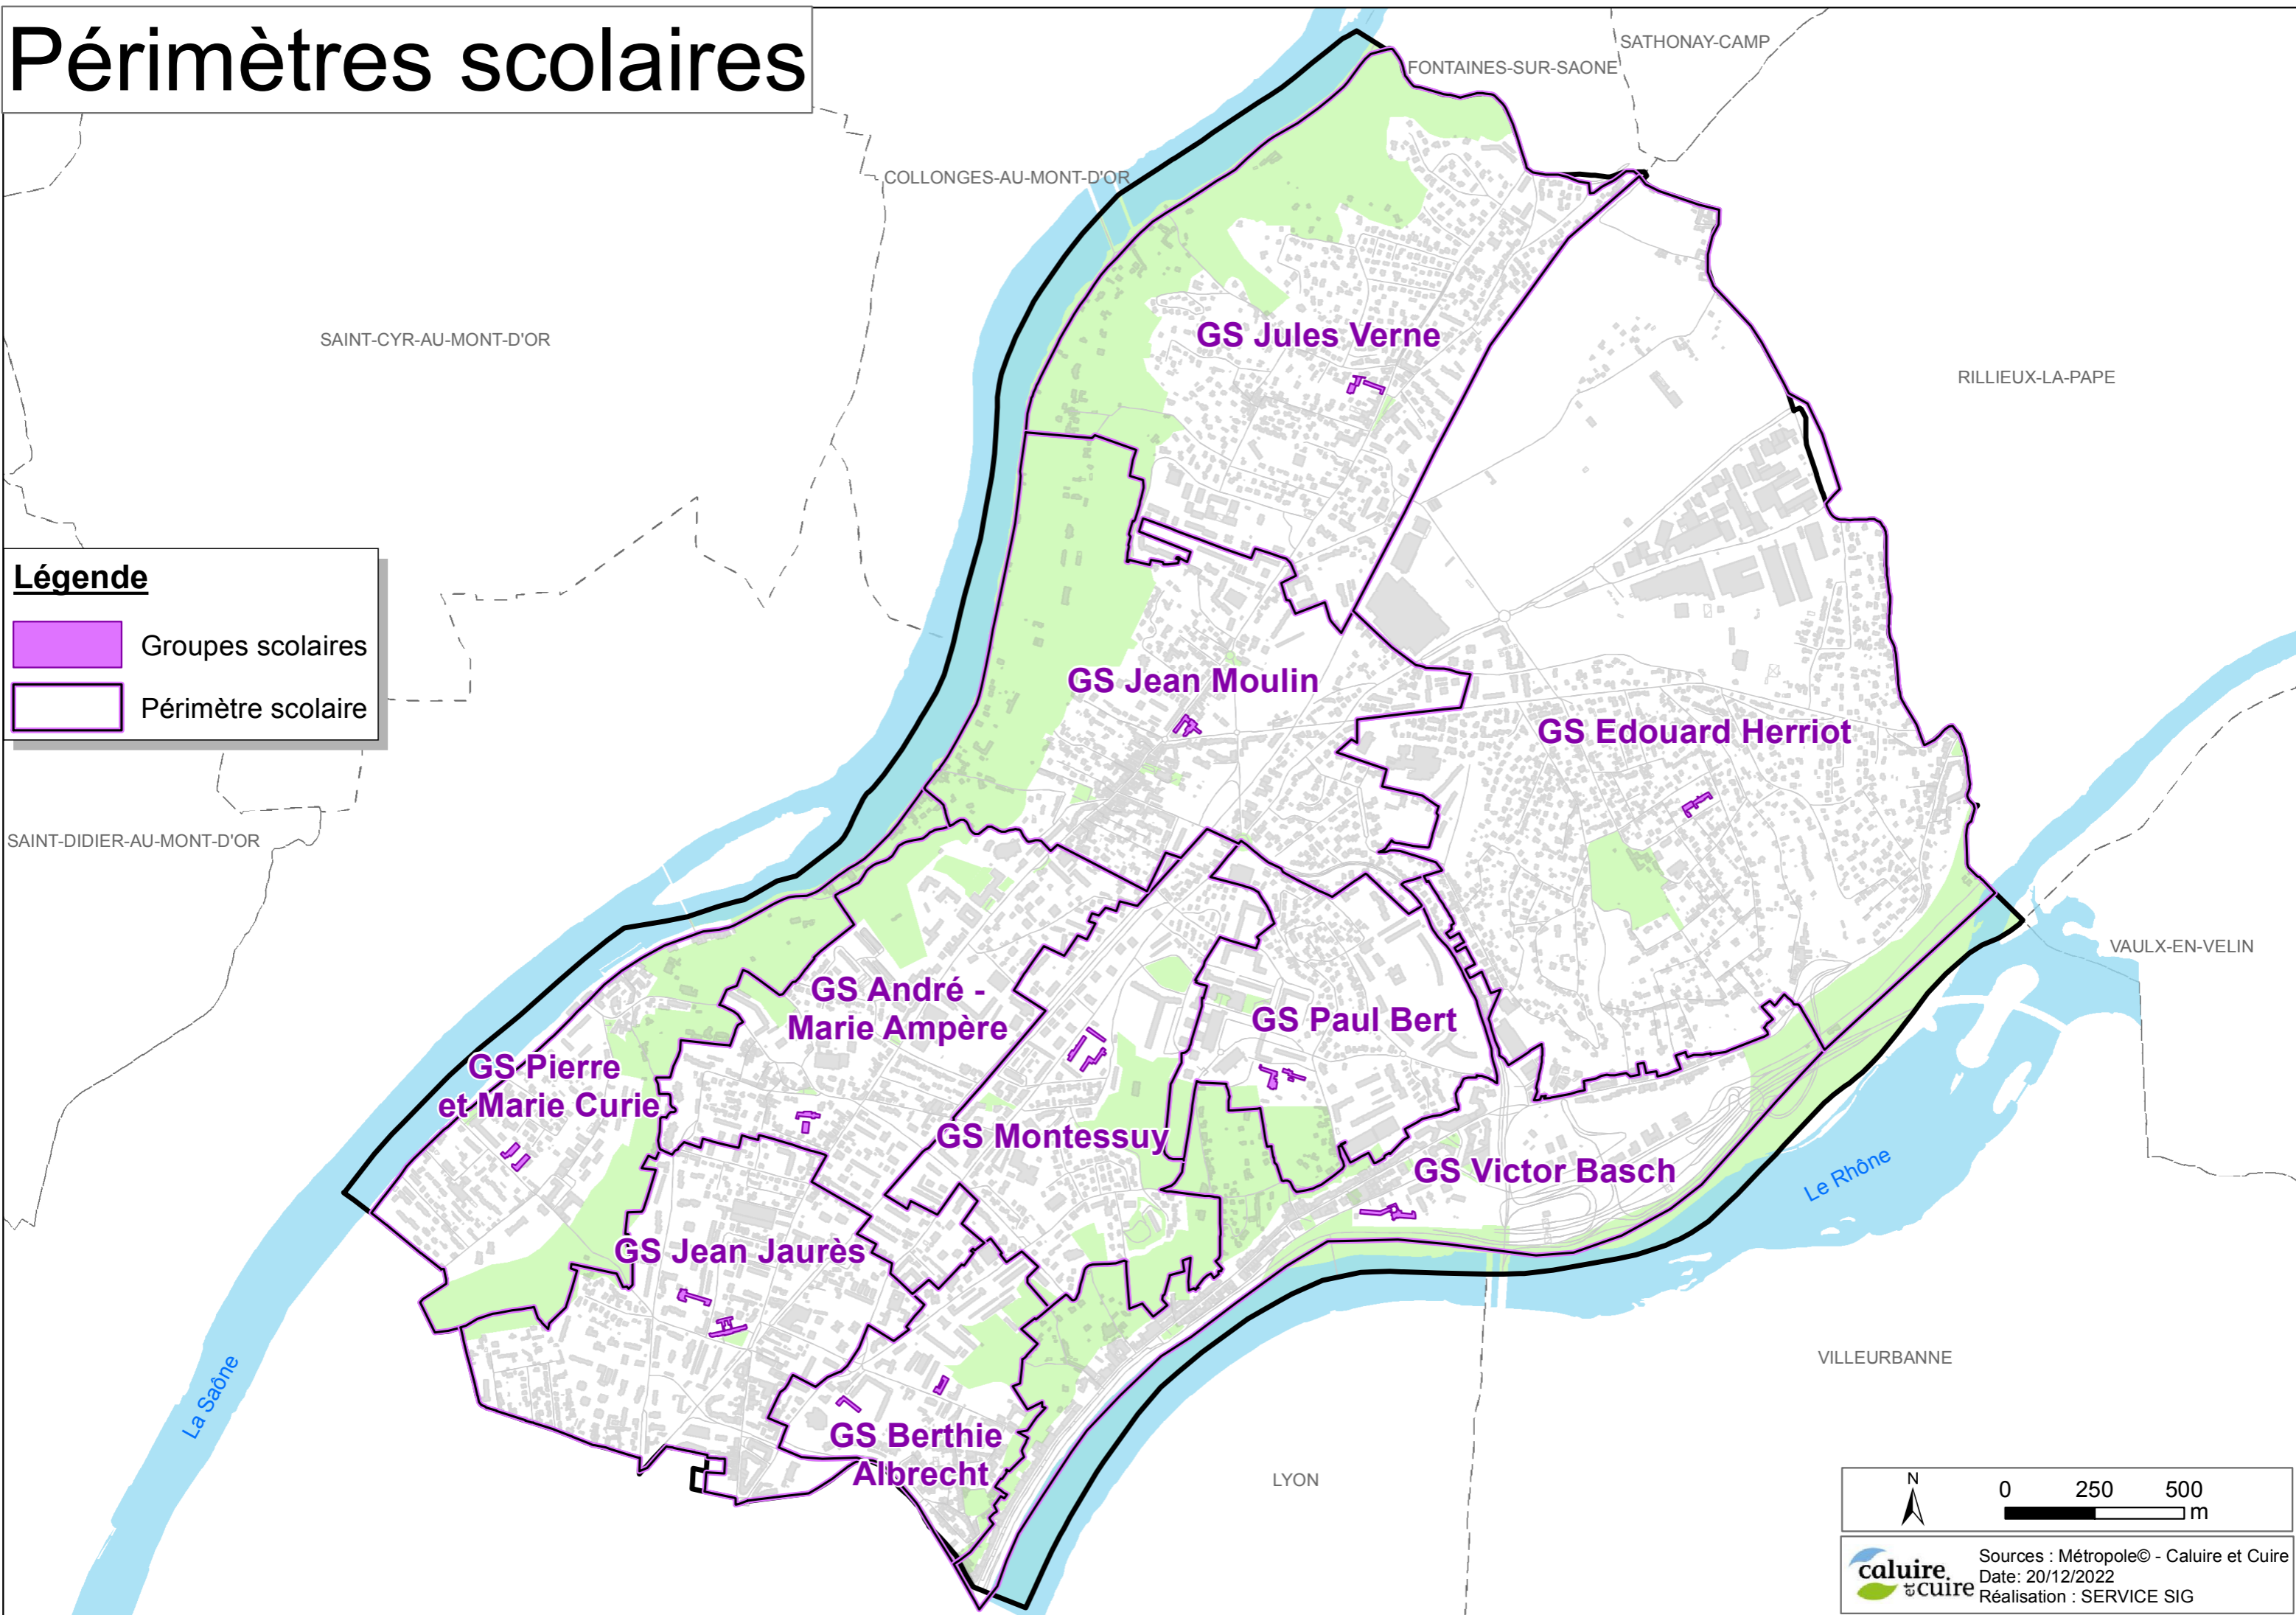 Périmètres scolaires
SATHONAY-CAMP
FONTAINES-SUR-SAONE
COLLONGES-AU-MONT-D'OR
SAINT-CYR-AU-MONT-D'OR
GS Jules Verne
RILLIEUX-LA-PAPE
Légende
Groupes scolaires
Périmètre scolaire
GS Jean Moulin
GS Edouard Herriot
SAINT-DIDIER-AU-MONT-D'OR
VAULX-EN-VELIN
GS André -
Marie Ampère
GS Paul Bert
GS Pierre
et Marie Curie
GS Montessuy
GS Victor Basch
Le Rhône
GS Jean Jaurès
VILLEURBANNE
La Saône
GS Berthie
Albrecht
LYON
N
0 250 500
m
caluire
et cuire
Sources : Métropole© - Caluire et Cuire
Date: 20/12/2022
Réalisation : SERVICE SIG